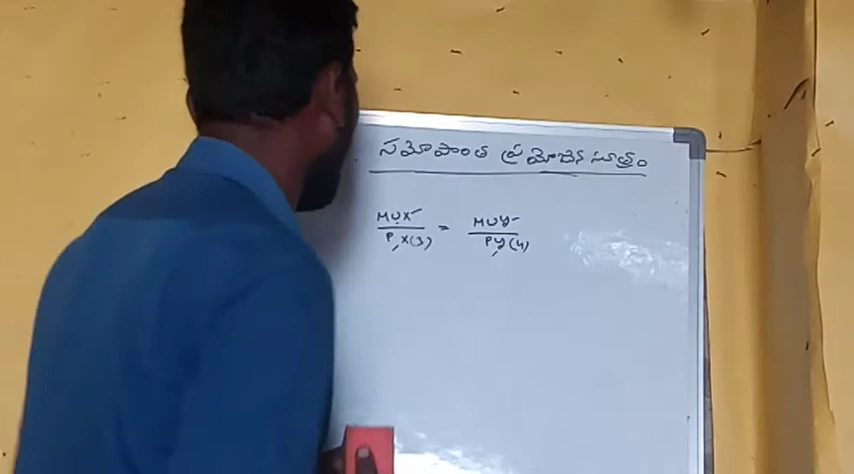 సమోపాంత ప్రయోజన సూత్రం
MUX = MUY
PX(3) PY(4)